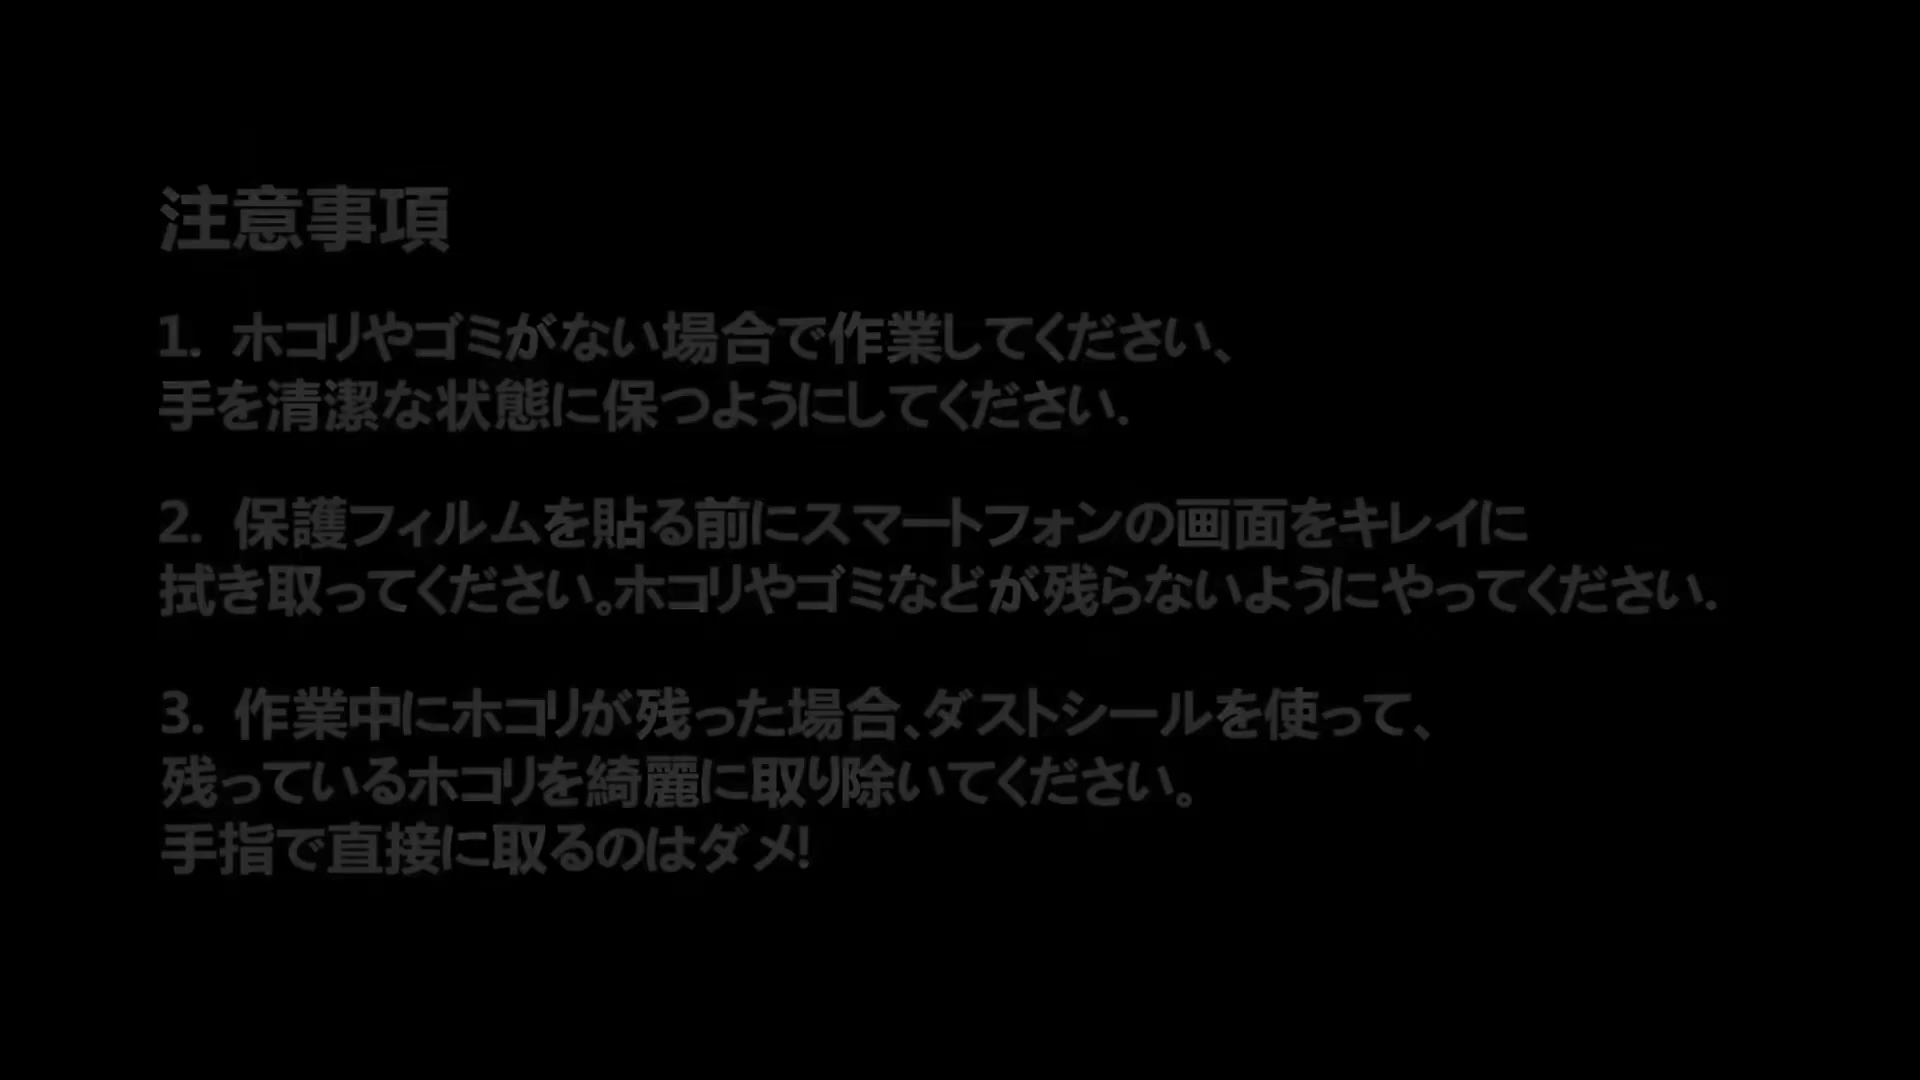 注意事項
1. ホコリやゴミがない場合で作業してください、
手を清潔な状態に保つようにしてください.
2. 保護フィルムを貼る前にスマートフォンの画面をキレイに
拭き取ってください。ホコリやゴミなどが残らないようにやってください.
3. 作業中にホコリが残った場合、ダストシールを使って、
残っているホコリを綺麗に取り除いてください。
手指で直接に取るのはダメ!